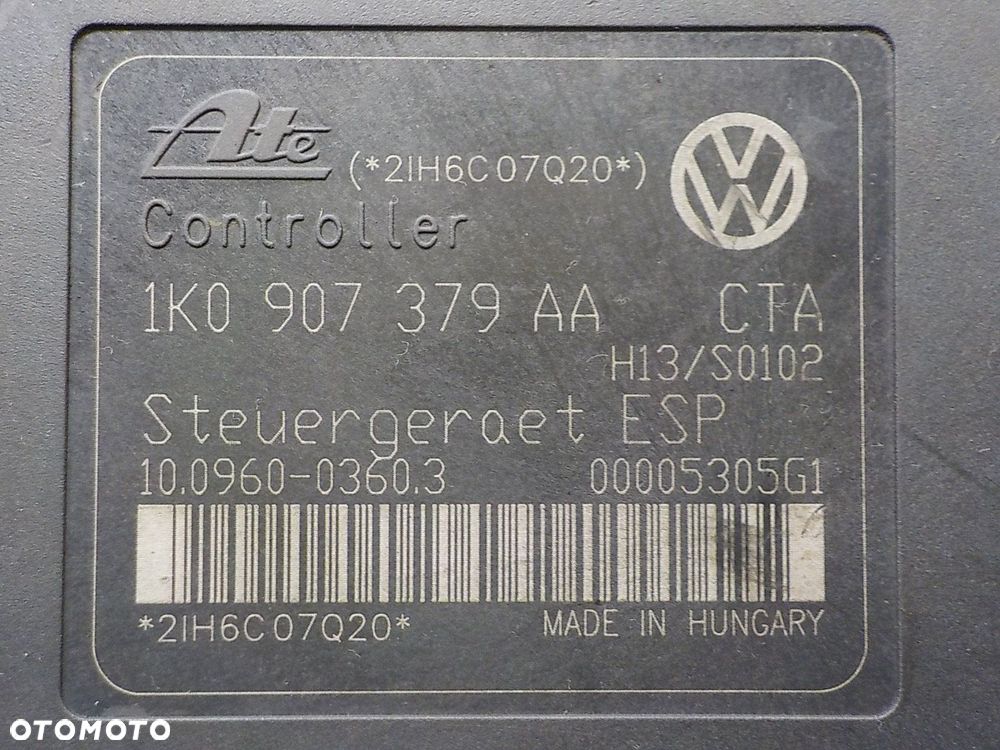 Ate (*2IH6C07Q20*)
Controller
1K0 907 379 AA CTA
H13/S0102
Steuergeraet ESP
10.0960-0360.3 00005305G1
*2IH6C07Q20* MADE IN HUNGARY
OTOMOTO